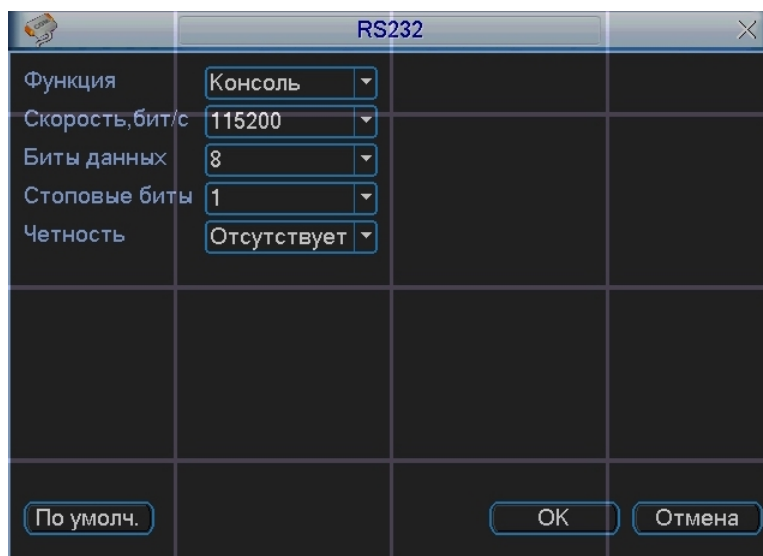 RS232
Функция Консоль
Скорость,бит/с 115200
Биты данных 8
Стоповые биты 1
Четность Отсутствует
По умолч. OK Отмена